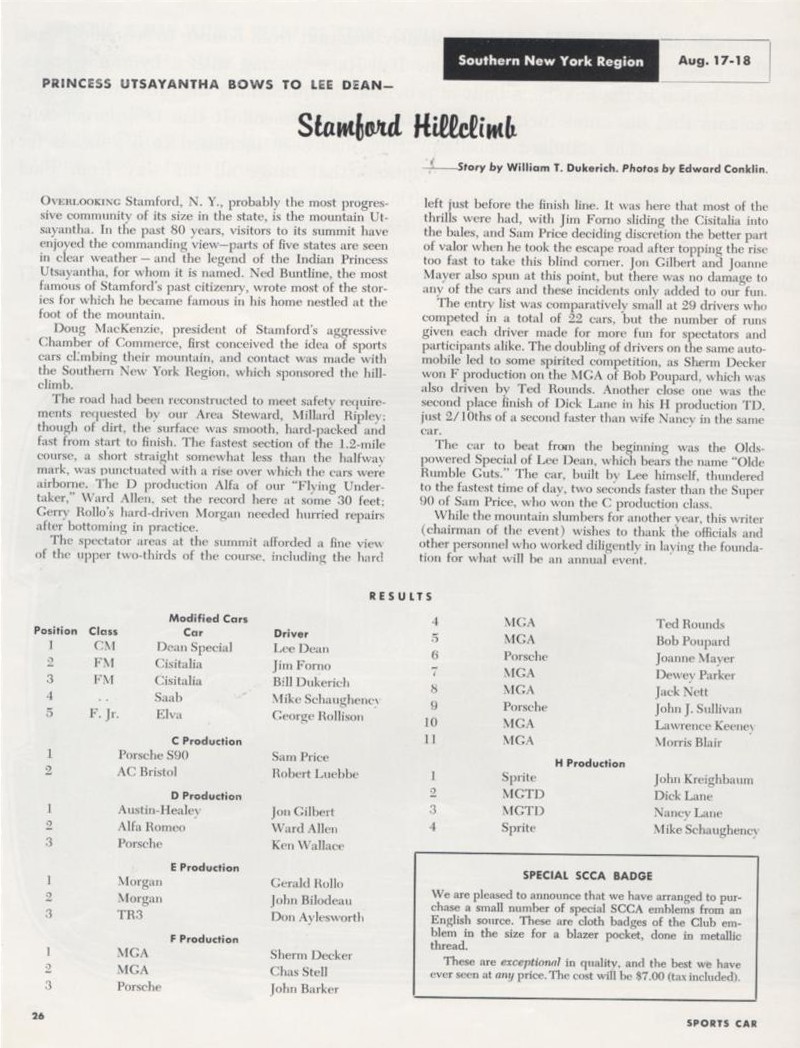 Southern New York Region
Aug. 17-18
PRINCESS UTSAYANTHA BOWS TO LEE DEAN—
Stamford Hillclimb
Story by William T. Dukerich. Photos by Edward Conklin.
OVERLOOKING Stamford, N. Y., probably the most progres-
sive community of its size in the state, is the mountain Ut-
sayantha. In the past 80 years, visitors to its summit have
enjoyed the commanding view—parts of five states are seen
in clear weather — and the legend of the Indian Princess
Utsayantha, for whom it is named. Ned Buntline, the most
famous of Stamford's past citizenry, wrote most of the stor-
ies for which he became famous in his home nestled at the
foot of the mountain.
Doug MacKenzie, president of Stamford's aggressive
Chamber of Commerce, first conceived the idea of sports
cars climbing their mountain, and contact was made with
the Southern New York Region, which sponsored the hill-
climb.
The road had been reconstructed to meet safety require-
ments requested by our Area Steward, Millard Ripley;
though of dirt, the surface was smooth, hard-packed and
fast from start to finish. The fastest section of the 1.2-mile
course, a short straight somewhat less than the halfway
mark, was punctuated with a rise over which the cars were
airborne. The D production Alfa of our "Flying Under-
taker," Ward Allen, set the record here at some 30 feet;
Gerry Rollo's hard-driven Morgan needed hurried repairs
after bottoming in practice.
The spectator areas at the summit afforded a fine view
of the upper two-thirds of the course, including the hard
left just before the finish line. It was here that most of the
thrills were had, with Jim Forno sliding the Cisitalia into
the bales, and Sam Price deciding discretion the better part
of valor when he took the escape road after topping the rise
too fast to take this blind corner. Jon Gilbert and Joanne
Mayer also spun at this point, but there was no damage to
any of the cars and these incidents only added to our fun.
The entry list was comparatively small at 29 drivers who
competed in a total of 22 cars, but the number of runs
given each driver made for more fun for spectators and
participants alike. The doubling of drivers on the same auto-
mobile led to some spirited competition, as Sherm Decker
won F production on the MGA of Bob Poupard, which was
also driven by Ted Rounds. Another close one was the
second place finish of Dick Lane in his H production TD,
just 2/10ths of a second faster than wife Nancy in the same
car.
The car to beat from the beginning was the Olds-
powered Special of Lee Dean, which bears the name "Olde
Rumble Guts." The car, built by Lee himself, thundered
to the fastest time of day, two seconds faster than the Super
90 of Sam Price, who won the C production class.
While the mountain slumbers for another year, this writer
(chairman of the event) wishes to thank the officials and
other personnel who worked diligently in laying the founda-
tion for what will be an annual event.
RESULTS
Modified Cars
Position Class Car Driver
1 CM Dean Special Lee Dean
2 FM Cisitalia Jim Forno
3 FM Cisitalia Bill Dukerich
4 . . Saab Mike Schaughency
5 F. Jr. Elva George Rollison
C Production
1 Porsche S90 Sam Price
2 AC Bristol Robert Luebbe
D Production
1 Austin-Healey Jon Gilbert
2 Alfa Romeo Ward Allen
3 Porsche Ken Wallace
E Production
1 Morgan Gerald Rollo
2 Morgan John Bilodeau
3 TR3 Don Aylesworth
F Production
1 MGA Sherm Decker
2 MGA Chas Stell
3 Porsche John Barker
4 MGA Ted Rounds
5 MGA Bob Poupard
6 Porsche Joanne Mayer
7 MGA Dewey Parker
8 MGA Jack Nett
9 Porsche John J. Sullivan
10 MGA Lawrence Keeney
11 MGA Morris Blair
H Production
1 Sprite John Kreighbaum
2 MGTD Dick Lane
3 MGTD Nancy Lane
4 Sprite Mike Schaughency
SPECIAL SCCA BADGE
We are pleased to announce that we have arranged to pur-
chase a small number of special SCCA emblems from an
English source. These are cloth badges of the Club em-
blem in the size for a blazer pocket, done in metallic
thread.
These are exceptional in quality, and the best we have
ever seen at any price. The cost will be $7.00 (tax included).
26
SPORTS CAR